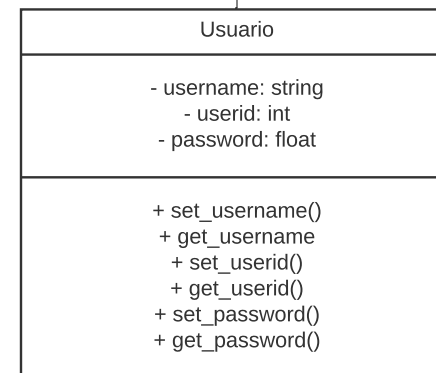 Usuario
- username: string
- userid: int
- password: float
+ set_username()
+ get_username
+ set_userid()
+ get_userid()
+ set_password()
+ get_password()